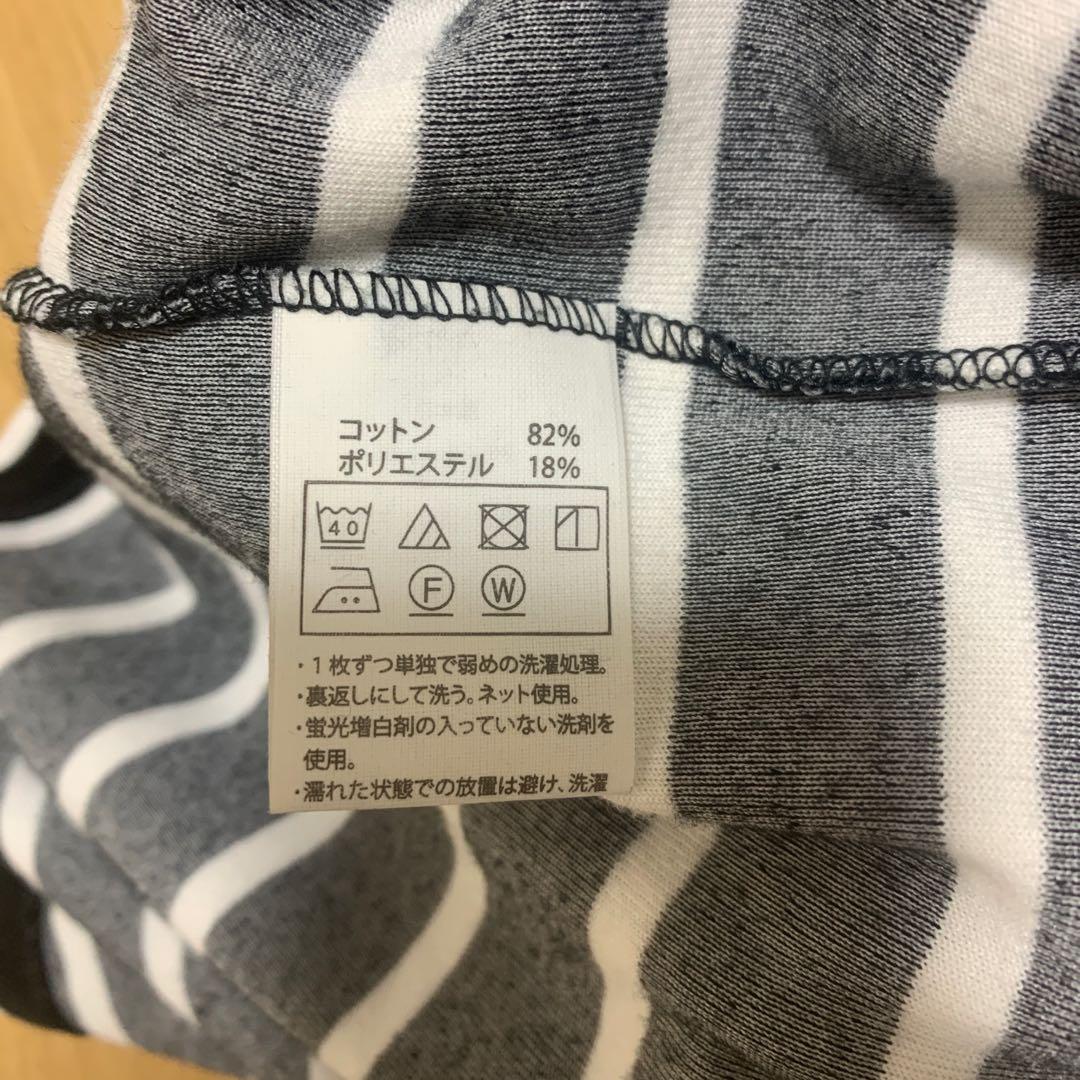 コットン 82%
ポリエステル 18%
40
F W
・1枚ずつ単独で弱めの洗濯処理。
・裏返しにして洗う。ネット使用。
・蛍光増白剤の入っていない洗剤を
使用。
・濡れた状態での放置は避け、洗濯